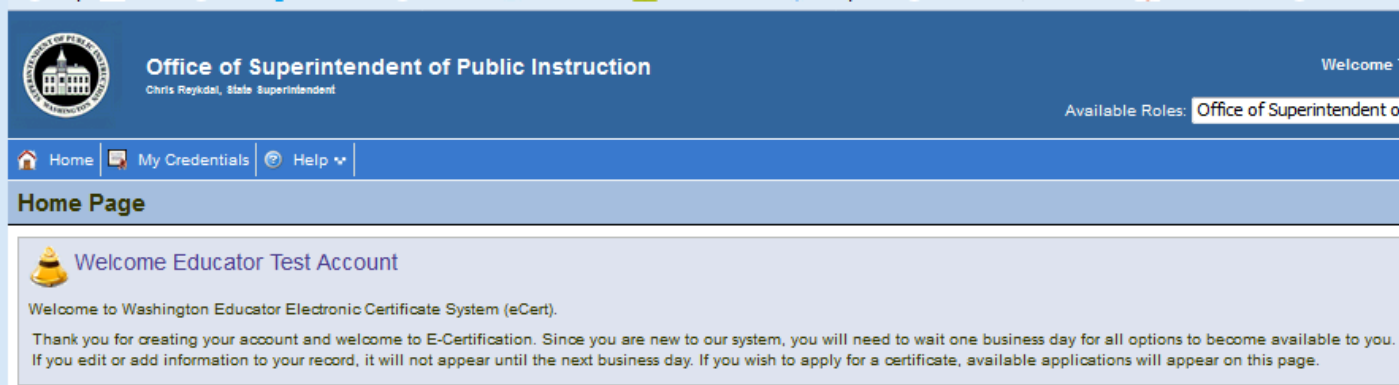 Office of Superintendent of Public Instruction
Chris Reykdal, State Superintendent
Welcome
Available Roles: Office of Superintendent o
Home My Credentials Help
Home Page
Welcome Educator Test Account
Welcome to Washington Educator Electronic Certificate System (eCert).
Thank you for creating your account and welcome to E-Certification. Since you are new to our system, you will need to wait one business day for all options to become available to you.
If you edit or add information to your record, it will not appear until the next business day. If you wish to apply for a certificate, available applications will appear on this page.